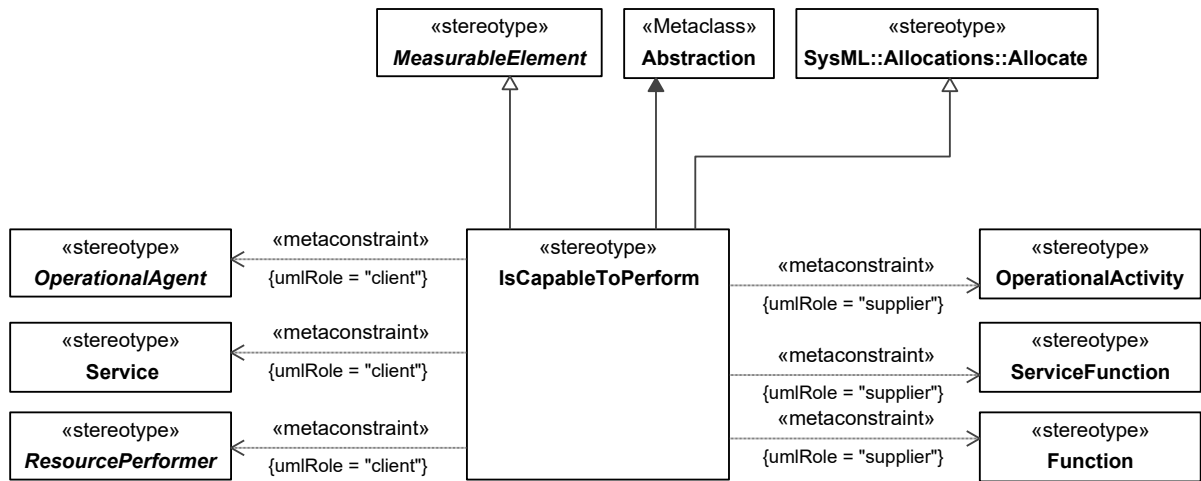 «stereotype»
MeasurableElement
«Metaclass»
Abstraction
«stereotype»
SysML::Allocations::Allocate
«stereotype»
OperationalAgent
«metaconstraint»
{umlRole = "client"}
«stereotype»
IsCapableToPerform
«metaconstraint»
{umlRole = "supplier"}
«stereotype»
OperationalActivity
«stereotype»
Service
«metaconstraint»
{umlRole = "client"}
«metaconstraint»
{umlRole = "supplier"}
«stereotype»
ServiceFunction
«stereotype»
ResourcePerformer
«metaconstraint»
{umlRole = "client"}
«metaconstraint»
{umlRole = "supplier"}
«stereotype»
Function